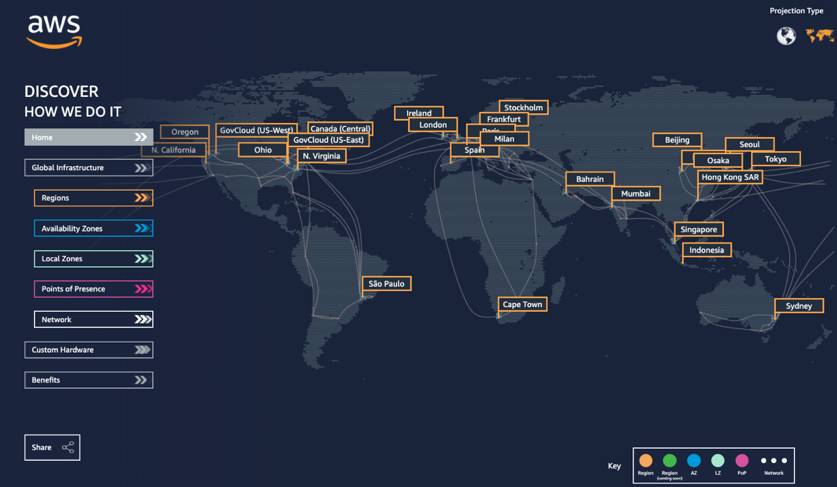 aws
Projection Type
DISCOVER
HOW WE DO IT
Home
Global Infrastructure
Regions
Availability Zones
Local Zones
Points of Presence
Network
Custom Hardware
Benefits
Share
Oregon
GovCloud (US-West)
Canada (Central)
GovCloud (US-East)
N. California
Ohio
N. Virginia
Ireland
London
Stockholm
Frankfurt
Paris
Milan
Spain
Beijing
Seoul
Osaka
Tokyo
Hong Kong SAR
Bahrain
Mumbai
Singapore
Indonesia
São Paulo
Cape Town
Sydney
Key
Region
Region
(coming soon)
AZ
LZ
PoP
Network